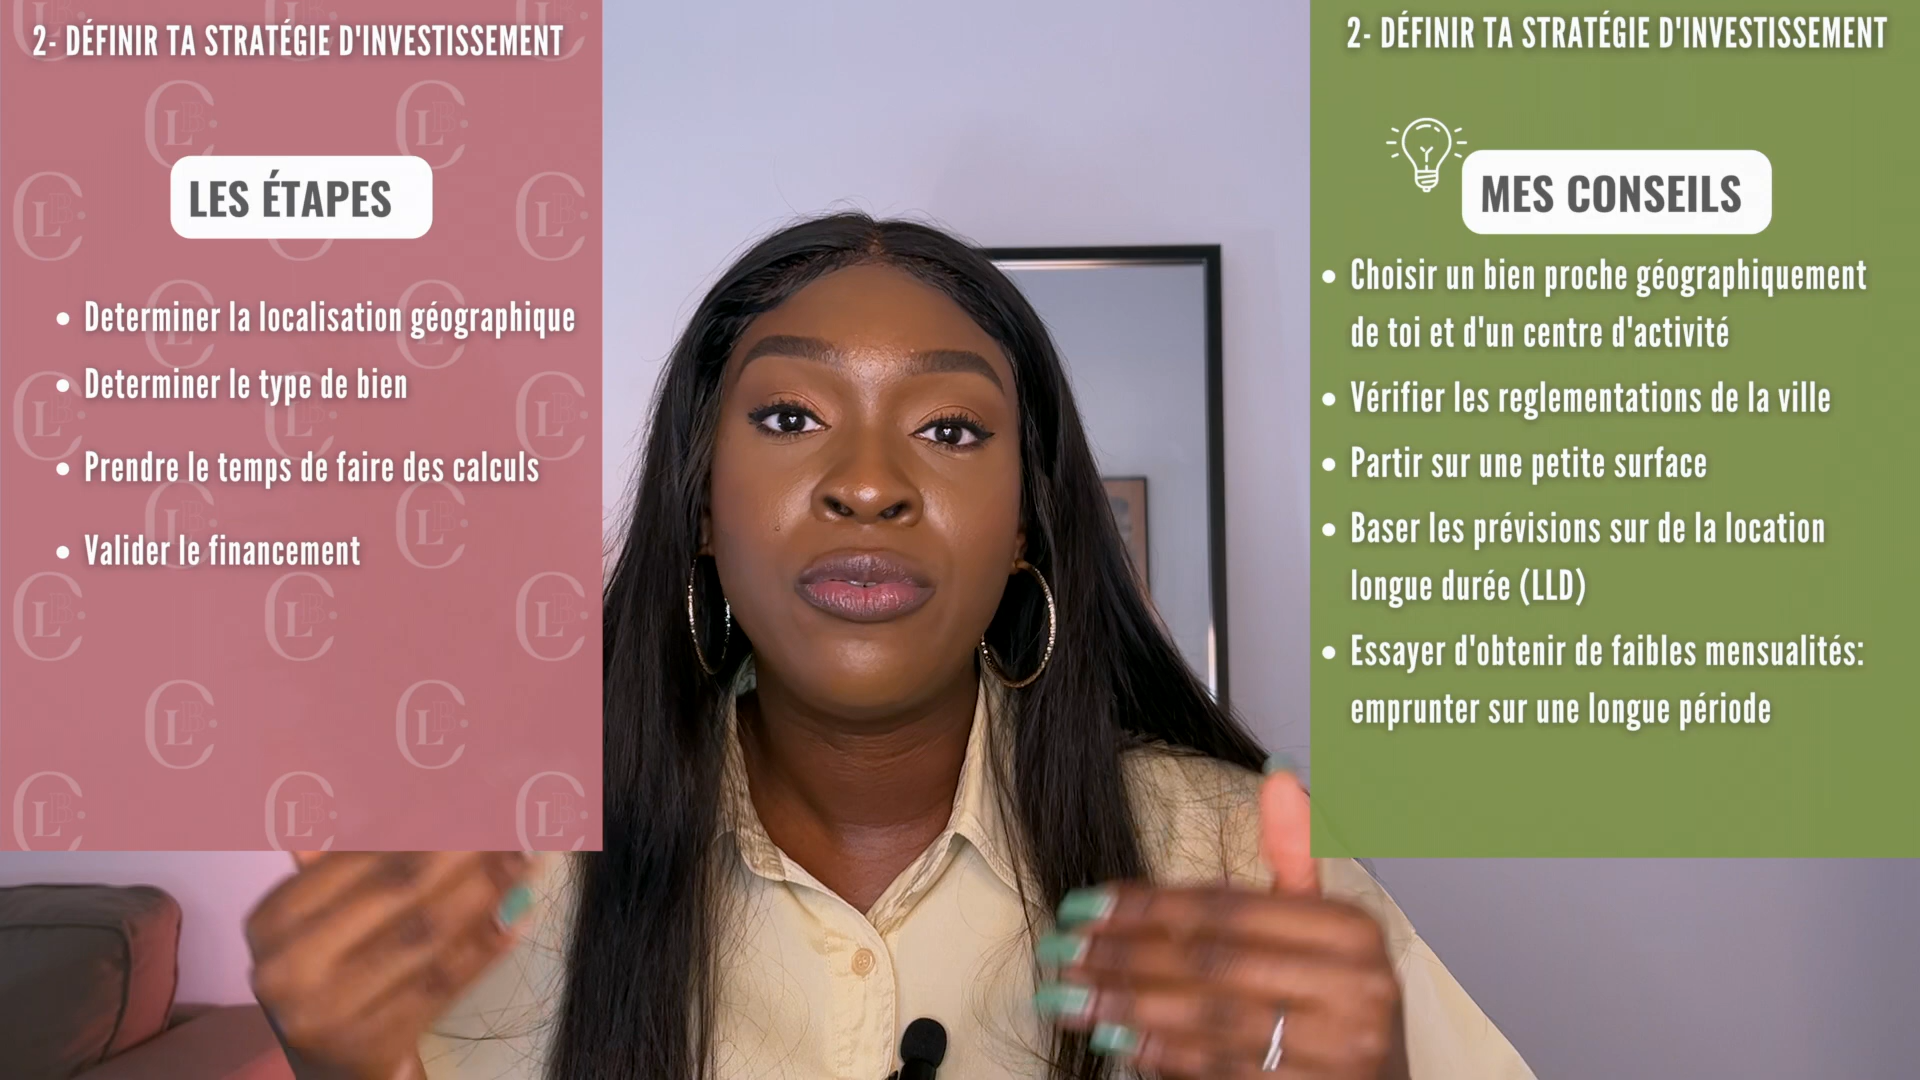 2- DÉFINIR TA STRATÉGIE D'INVESTISSEMENT
LES ÉTAPES
• Determiner la localisation géographique
• Determiner le type de bien
• Prendre le temps de faire des calculs
• Valider le financement
2- DÉFINIR TA STRATÉGIE D'INVESTISSEMENT
MES CONSEILS
• Choisir un bien proche géographiquement
de toi et d'un centre d'activité
• Vérifier les reglementations de la ville
• Partir sur une petite surface
• Baser les prévisions sur de la location
longue durée (LLD)
• Essayer d'obtenir de faibles mensualités:
emprunter sur une longue période